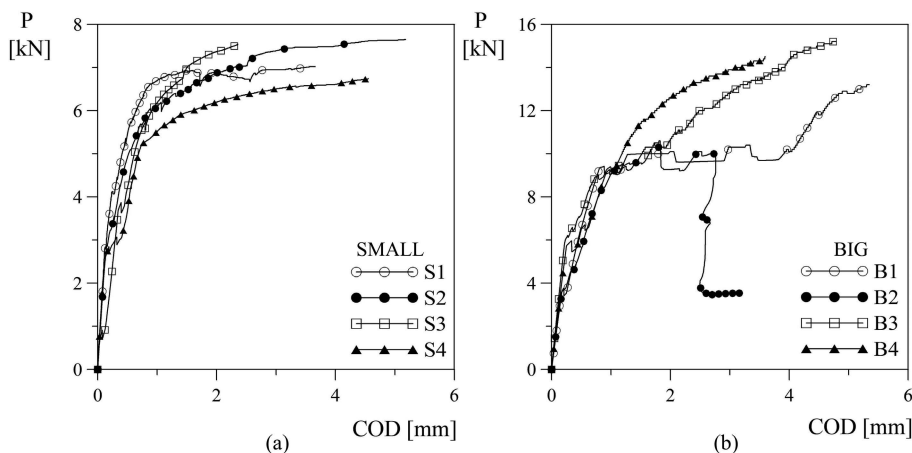 P
[kN]
8
6
4
2
0
SMALL
S1
S2
S3
S4
0
2
4
6
COD [mm]
(a)
P
[kN]
16
12
8
4
0
BIG
B1
B2
B3
B4
0
2
4
6
COD [mm]
(b)